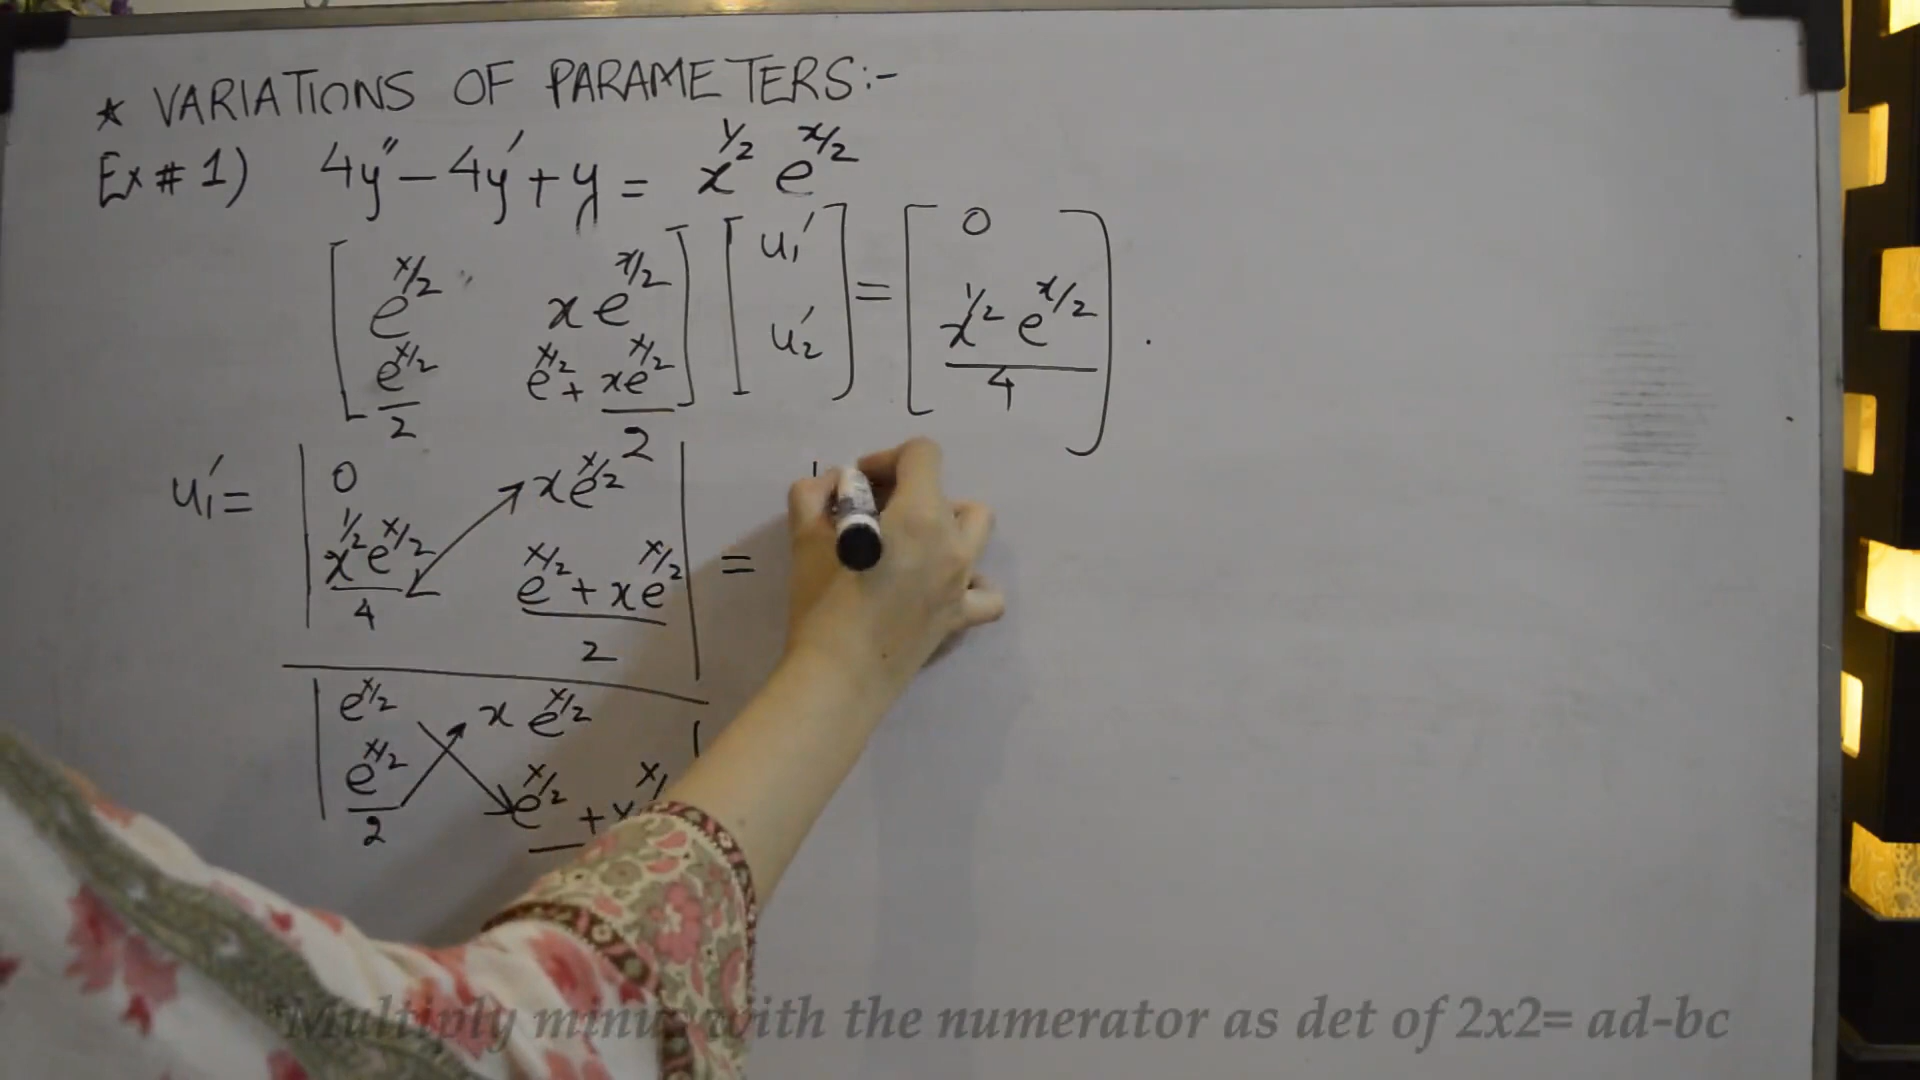 * VARIATIONS OF PARAMETERS:-
Ex # 1) 4y'' - 4y' + y = x^1/2 e^x/2
[ e^x/2 x e^x/2 ] [ u₁' ] = [ 0 ]
[ e^x/2 / 2 e^x/2 + xe^x/2 / 2 ] [ u₂' ] [ x^1/2 e^x/2 / 4 ] .
u₁' = | 0 x e^x/2 |
| x^1/2 e^x/2 / 4 e^x/2 + x e^x/2 / 2 | =
| e^x/2 x e^x/2 |
| e^x/2 / 2 e^x/2 +
*Multiply minus with the numerator as det of 2x2= ad-bc